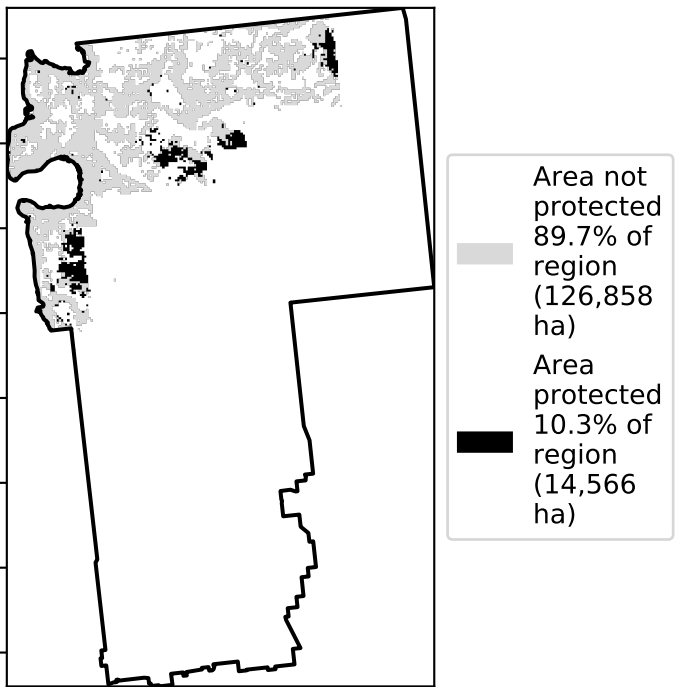 Area not
protected
89.7% of
region
(126,858
ha)
Area
protected
10.3% of
region
(14,566
ha)